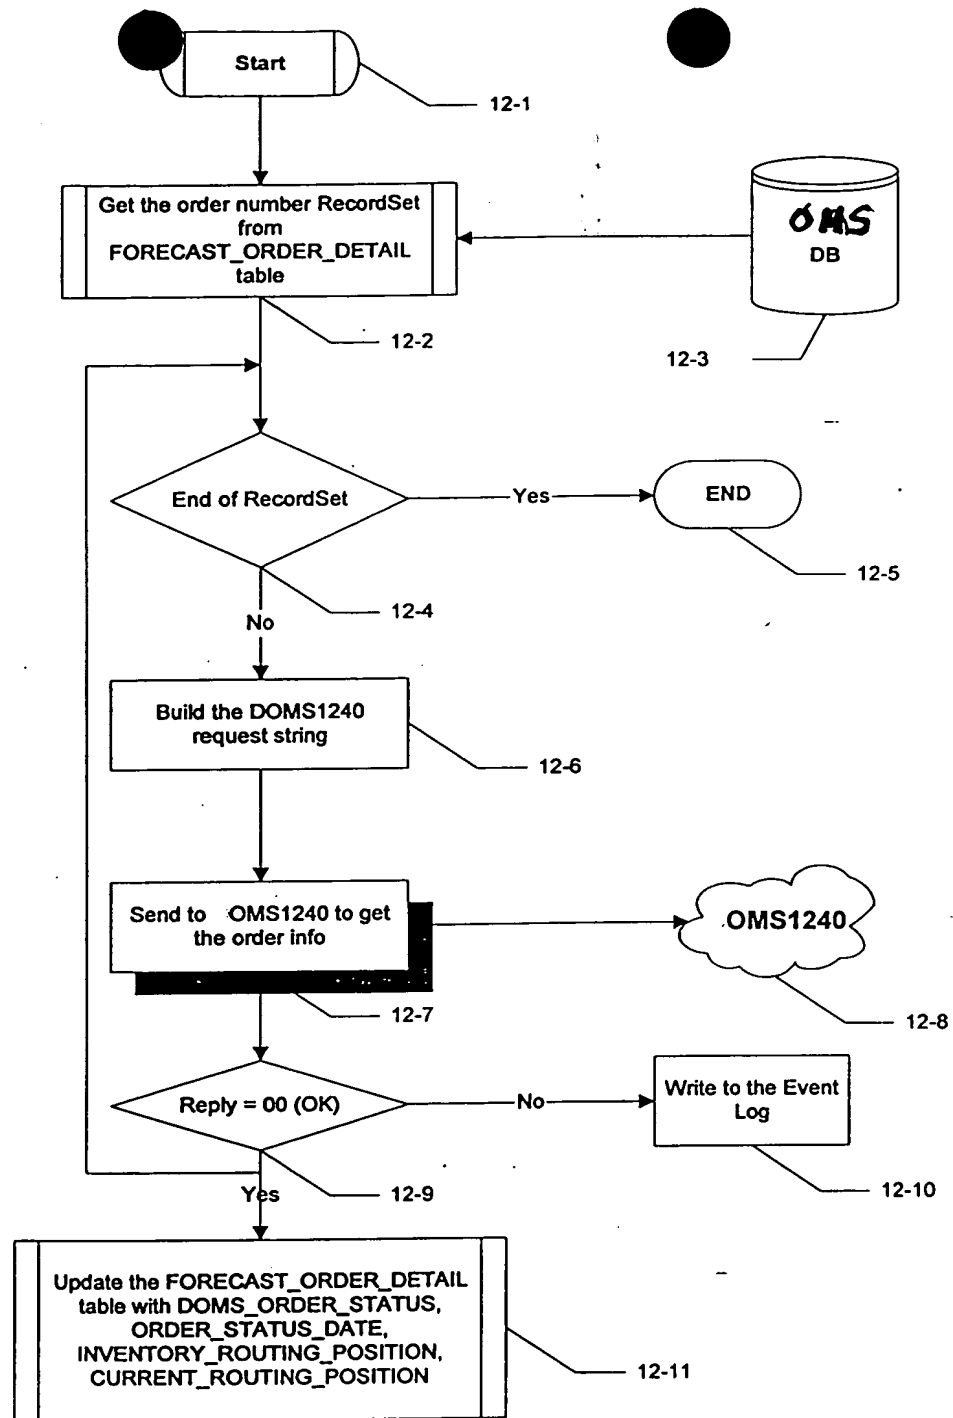 Start
12-1
Get the order number RecordSet
from
FORECAST_ORDER_DETAIL
table
OMS
DB
12-2
12-3
End of RecordSet
Yes
END
12-5
12-4
No
Build the DOMS1240
request string
12-6
Send to OMS1240 to get
the order info
OMS1240
12-7
12-8
Reply = 00 (OK)
No
Write to the Event
Log
12-9
12-10
Yes
Update the FORECAST_ORDER_DETAIL
table with DOMS_ORDER_STATUS,
ORDER_STATUS_DATE,
INVENTORY_ROUTING_POSITION,
CURRENT_ROUTING_POSITION
12-11